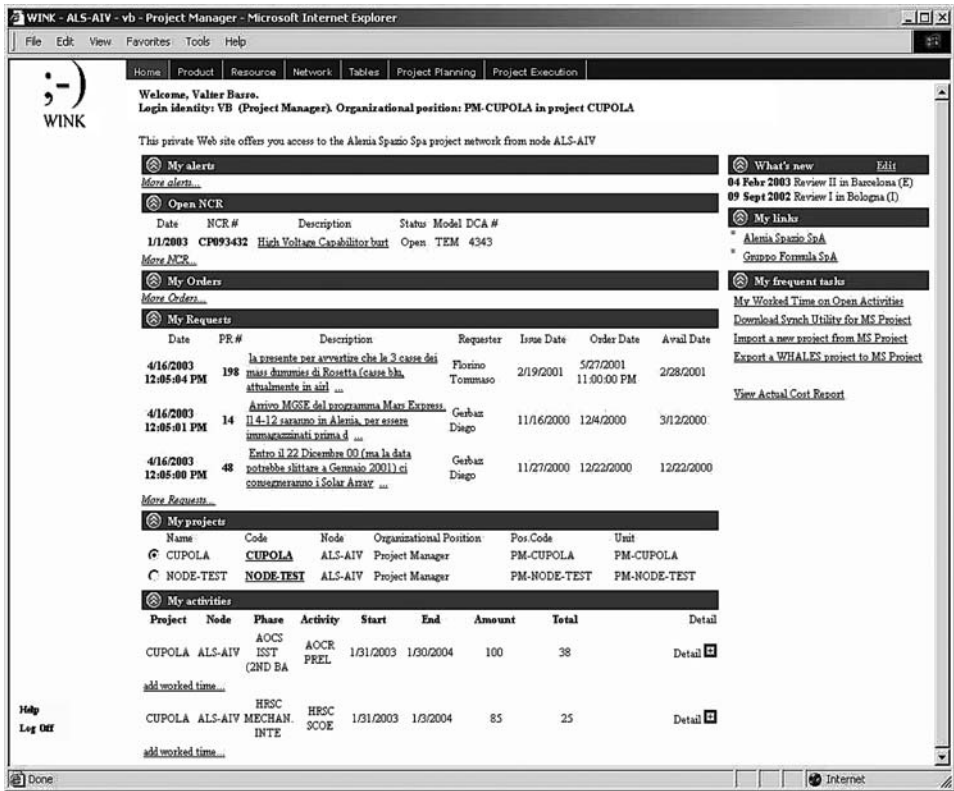 WINK - ALS-AIV - vb - Project Manager - Microsoft Internet Explorer
File Edit View Favorites Tools Help
;-)
WINK
Home Product Resource Network Tables Project Planning Project Execution
Welcome, Valter Basso.
Login identity: VB (Project Manager). Organizational position: PM-CUPOLA in project CUPOLA
This private Web site offers you access to the Alenia Spazio Spa project network from node ALS-AIV
My alerts
More alerts...
Open NCR
Date NCR # Description Status Model DCA #
1/1/2003 CP093432 High Voltage Capabilitor burt Open TEM 4343
More NCR...
My Orders
More Orders...
My Requests
Date PR # Description Requester Issue Date Order Date Avail Date
4/16/2003 12:05:04 PM 198 la presente per avvertire che le 3 casse dei
mass dummies di Rosetta (casse blu,
attualmente in airl ...
Florino Tommaso 2/19/2001 5/27/2001 11:00:00 PM 2/28/2001
4/16/2003 12:05:01 PM 14 Arrivo MGSE del programma Mars Express.
Il 4-12 saranno in Alenia, per essere
immagazzinati prima d ...
Gerbaz Diego 11/16/2000 12/4/2000 3/12/2000
4/16/2003 12:05:00 PM 48 Entro il 22 Dicembre 00 (ma la data
potrebbe slittare a Gennaio 2001) ci
consegneranno i Solar Array ...
Gerbaz Diego 11/27/2000 12/22/2000 12/22/2000
More Requests...
My projects
Name Code Node Organizational Position Pos.Code Unit
CUPOLA CUPOLA ALS-AIV Project Manager PM-CUPOLA PM-CUPOLA
NODE-TEST NODE-TEST ALS-AIV Project Manager PM-NODE-TEST PM-NODE-TEST
My activities
Project Node Phase Activity Start End Amount Total Detail
CUPOLA ALS-AIV AOCS ISST (2ND BA AOCR PREL 1/31/2003 1/30/2004 100 38 Detail
add worked time...
CUPOLA ALS-AIV HRSC MECHAN. INTE HRSC SCOE 1/31/2003 1/3/2004 85 25 Detail
add worked time...
What's new Edit
04 Febr 2003 Review II in Barcelona (E)
09 Sept 2002 Review I in Bologna (I)
My links
Alenia Spazio SpA
Gruppo Formula SpA
My frequent tasks
My Worked Time on Open Activities
Download Synch Utility for MS Project
Import a new project from MS Project
Export a WHALES project to MS Project
View Actual Cost Report
Help
Log Off
Done
Internet